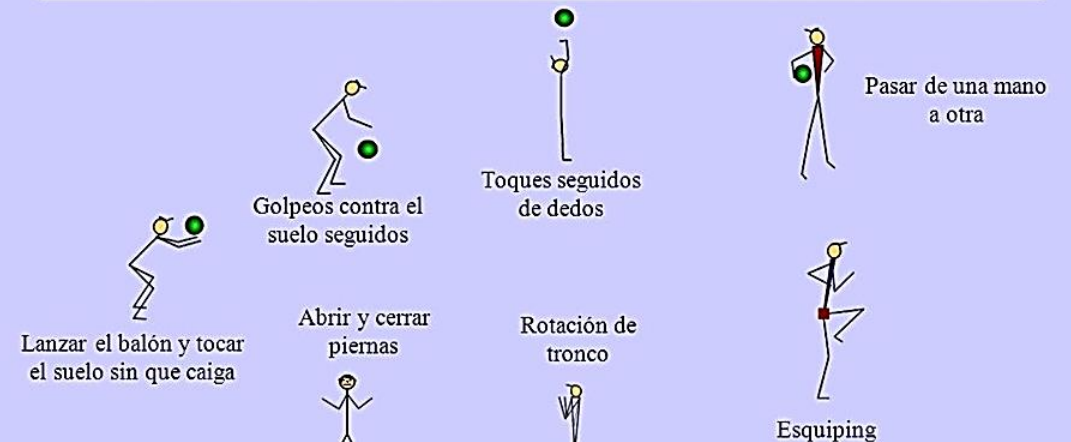 Pasar de una mano
a otra
Toques seguidos
de dedos
Golpeos contra el
suelo seguidos
Lanzar el balón y tocar
el suelo sin que caiga
Abrir y cerrar
piernas
Rotación de
tronco
Esquiping